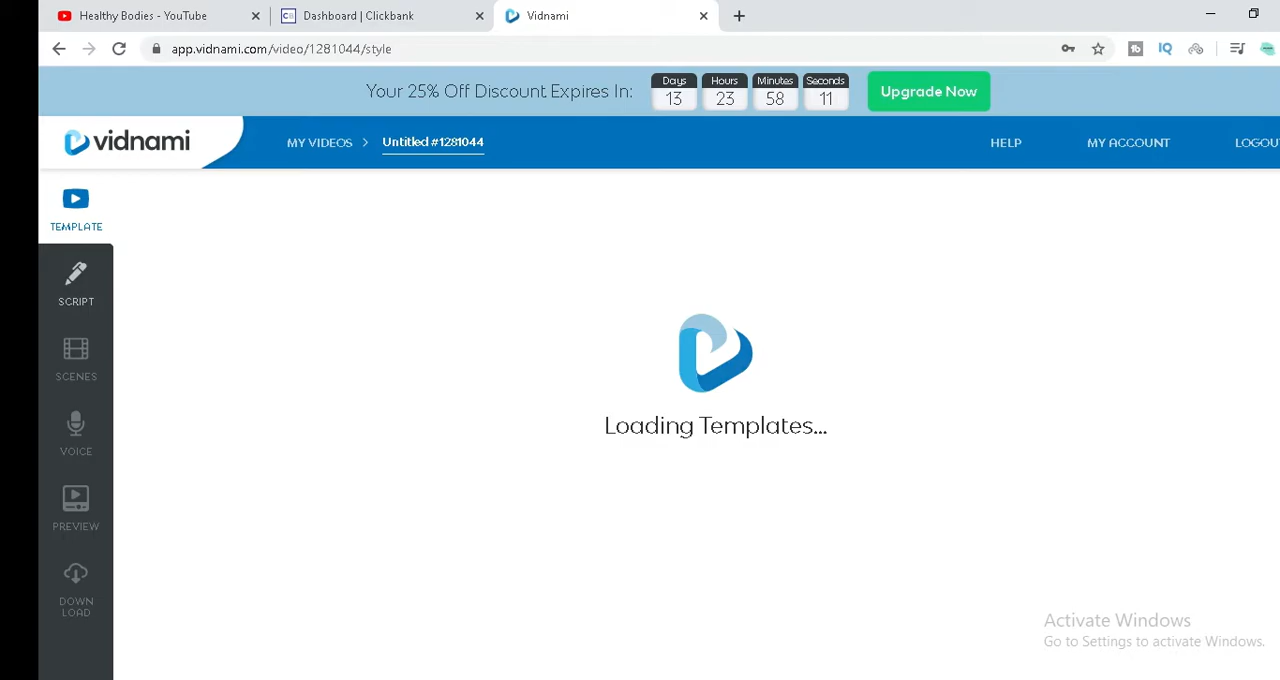 Healthy Bodies - YouTube
Dashboard | Clickbank
Vidnami
app.vidnami.com/video/1281044/style
Your 25% Off Discount Expires In:
Days
13
Hours
23
Minutes
58
Seconds
11
Upgrade Now
vidnami
MY VIDEOS > Untitled #1281044
HELP
MY ACCOUNT
LOGOU
TEMPLATE
SCRIPT
SCENES
VOICE
PREVIEW
DOWN
LOAD
Loading Templates...
Activate Windows
Go to Settings to activate Windows.